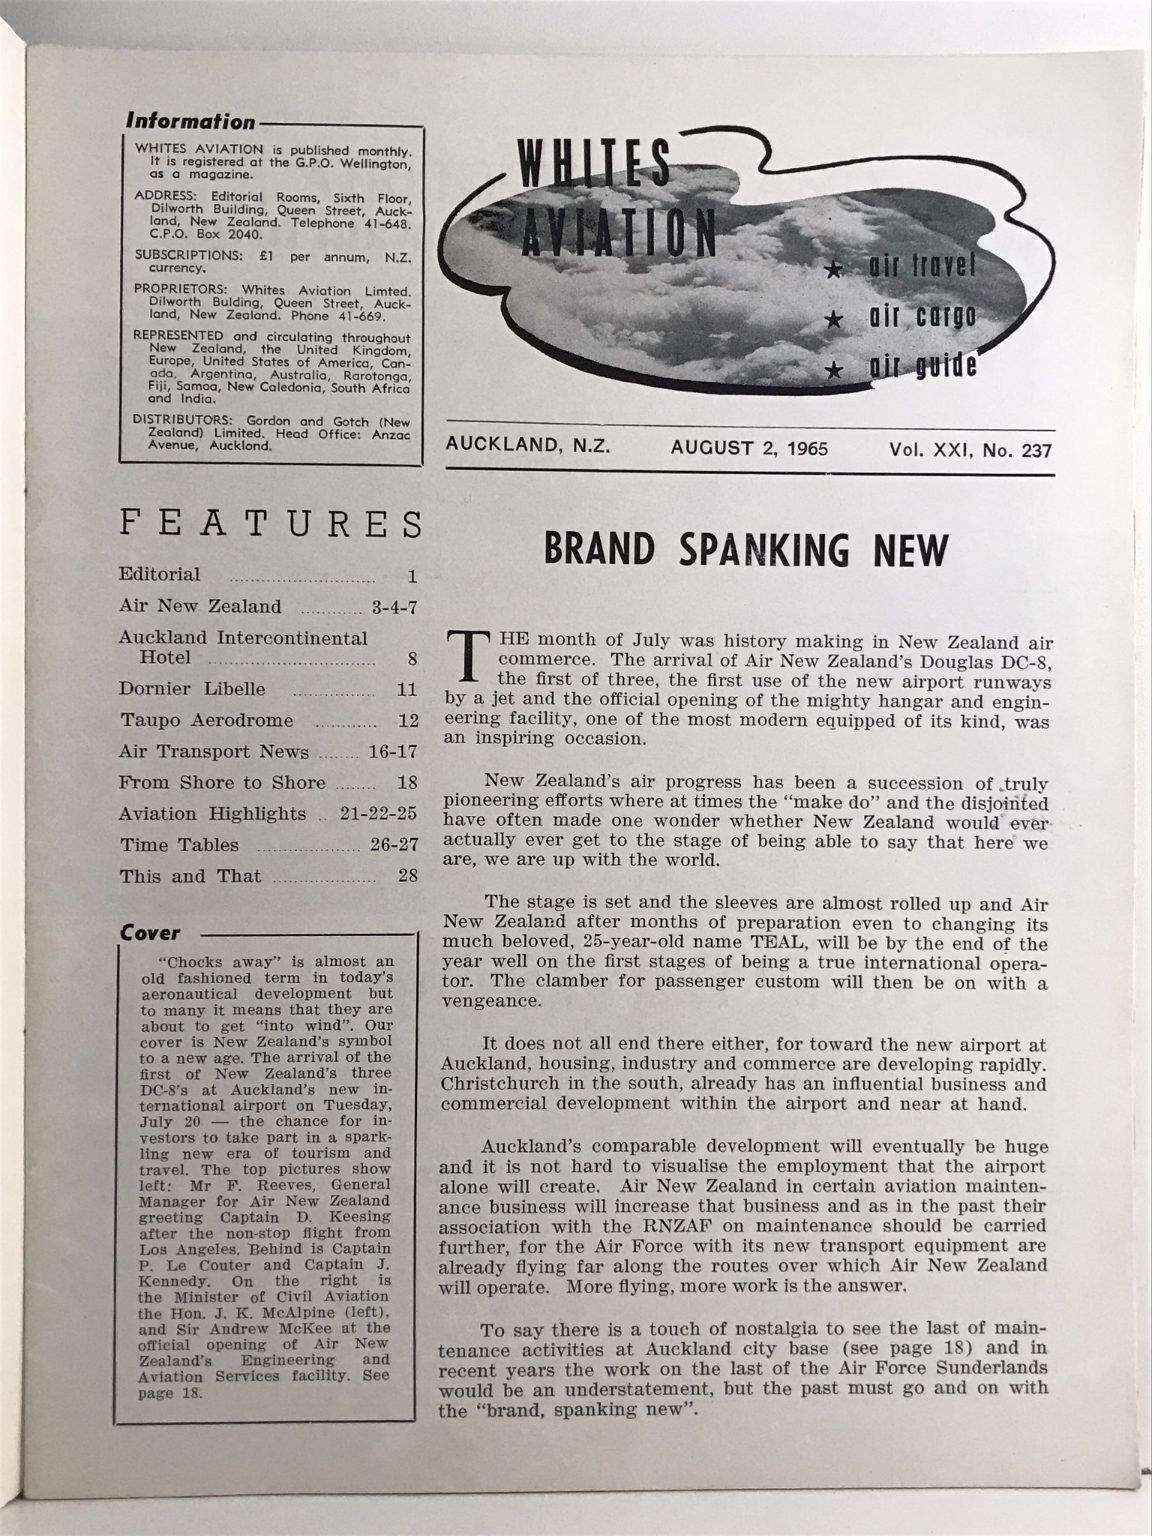 Information
WHITES AVIATION is published monthly.
It is registered at the G.P.O. Wellington,
as a magazine.
ADDRESS: Editorial Rooms, Sixth Floor,
Dilworth Building, Queen Street, Auck-
land, New Zealand. Telephone 41-648.
C.P.O. Box 2040.
SUBSCRIPTIONS: £1 per annum, N.Z.
currency.
PROPRIETORS: Whites Aviation Limted.
Dilworth Bulding, Queen Street, Auck-
land, New Zealand. Phone 41-669.
REPRESENTED and circulating throughout
New Zealand, the United Kingdom,
Europe, United States of America, Can-
ada, Argentina, Australia, Rarotonga,
Fiji, Samoa, New Caledonia, South Africa
and India.
DISTRIBUTORS: Gordon and Gotch (New
Zealand) Limited. Head Office: Anzac
Avenue, Auckland.
WHITES
AVIATION
★ air travel
★ air cargo
★ air guide
AUCKLAND, N.Z. AUGUST 2, 1965 Vol. XXI, No. 237
FEATURES
Editorial ........................... 1
Air New Zealand ............ 3-4-7
Auckland Intercontinental
Hotel ............................... 8
Dornier Libelle ............... 11
Taupo Aerodrome ........... 12
Air Transport News ........ 16-17
From Shore to Shore ........ 18
Aviation Highlights .. 21-22-25
Time Tables ................... 26-27
This and That .................... 28
Cover
"Chocks away" is almost an
old fashioned term in today's
aeronautical development but
to many it means that they are
about to get "into wind". Our
cover is New Zealand's symbol
to a new age. The arrival of the
first of New Zealand's three
DC-8's at Auckland's new in-
ternational airport on Tuesday,
July 20 — the chance for in-
vestors to take part in a spark-
ling new era of tourism and
travel. The top pictures show
left: Mr F. Reeves, General
Manager for Air New Zealand
greeting Captain D. Keesing
after the non-stop flight from
Los Angeles. Behind is Captain
P. Le Couter and Captain J.
Kennedy. On the right is
the Minister of Civil Aviation
the Hon. J. K. McAlpine (left),
and Sir Andrew McKee at the
official opening of Air New
Zealand's Engineering and
Aviation Services facility. See
page 18.
BRAND SPANKING NEW
THE month of July was history making in New Zealand air
commerce. The arrival of Air New Zealand's Douglas DC-8,
the first of three, the first use of the new airport runways
by a jet and the official opening of the mighty hangar and engin-
eering facility, one of the most modern equipped of its kind, was
an inspiring occasion.
New Zealand's air progress has been a succession of truly
pioneering efforts where at times the "make do" and the disjointed
have often made one wonder whether New Zealand would ever
actually ever get to the stage of being able to say that here we
are, we are up with the world.
The stage is set and the sleeves are almost rolled up and Air
New Zealand after months of preparation even to changing its
much beloved, 25-year-old name TEAL, will be by the end of the
year well on the first stages of being a true international opera-
tor. The clamber for passenger custom will then be on with a
vengeance.
It does not all end there either, for toward the new airport at
Auckland, housing, industry and commerce are developing rapidly.
Christchurch in the south, already has an influential business and
commercial development within the airport and near at hand.
Auckland's comparable development will eventually be huge
and it is not hard to visualise the employment that the airport
alone will create. Air New Zealand in certain aviation mainten-
ance business will increase that business and as in the past their
association with the RNZAF on maintenance should be carried
further, for the Air Force with its new transport equipment are
already flying far along the routes over which Air New Zealand
will operate. More flying, more work is the answer.
To say there is a touch of nostalgia to see the last of main-
tenance activities at Auckland city base (see page 18) and in
recent years the work on the last of the Air Force Sunderlands
would be an understatement, but the past must go and on with
the "brand, spanking new".